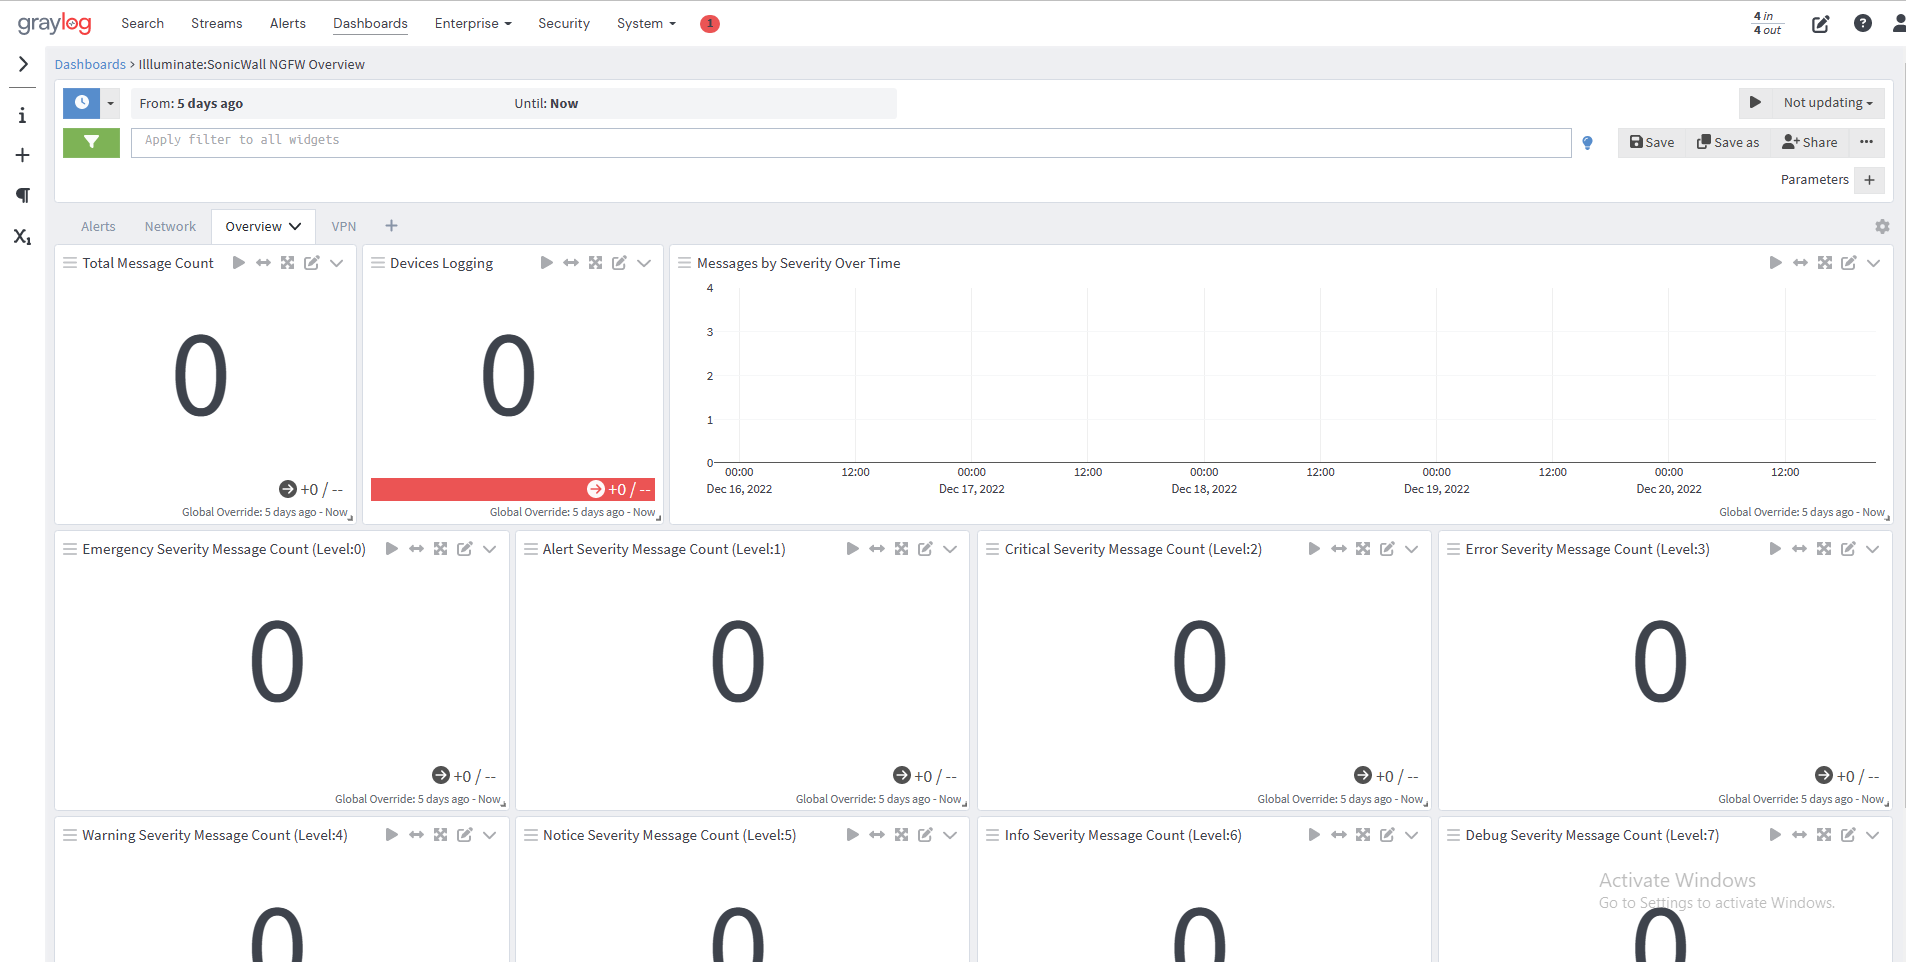 graylog Search Streams Alerts Dashboards Enterprise Security System 1 4 in
4 out
Dashboards > Illluminate:SonicWall NGFW Overview
From: 5 days ago Until: Now Not updating
Apply filter to all widgets Save Save as Share
Parameters +
Alerts Network Overview VPN +
Total Message Count Devices Logging Messages by Severity Over Time
4
3
2
1
0
0 0
00:00 12:00 00:00 12:00 00:00 12:00 00:00 12:00 00:00 12:00
Dec 16, 2022 Dec 17, 2022 Dec 18, 2022 Dec 19, 2022 Dec 20, 2022
+0 / -- +0 / --
Global Override: 5 days ago - Now Global Override: 5 days ago - Now Global Override: 5 days ago - Now
Emergency Severity Message Count (Level:0) Alert Severity Message Count (Level:1) Critical Severity Message Count (Level:2) Error Severity Message Count (Level:3)
0 0 0 0
+0 / -- +0 / -- +0 / -- +0 / --
Global Override: 5 days ago - Now Global Override: 5 days ago - Now Global Override: 5 days ago - Now Global Override: 5 days ago - Now
Warning Severity Message Count (Level:4) Notice Severity Message Count (Level:5) Info Severity Message Count (Level:6) Debug Severity Message Count (Level:7)
Activate Windows
Go to Settings to activate Windows.
0 0 0 0